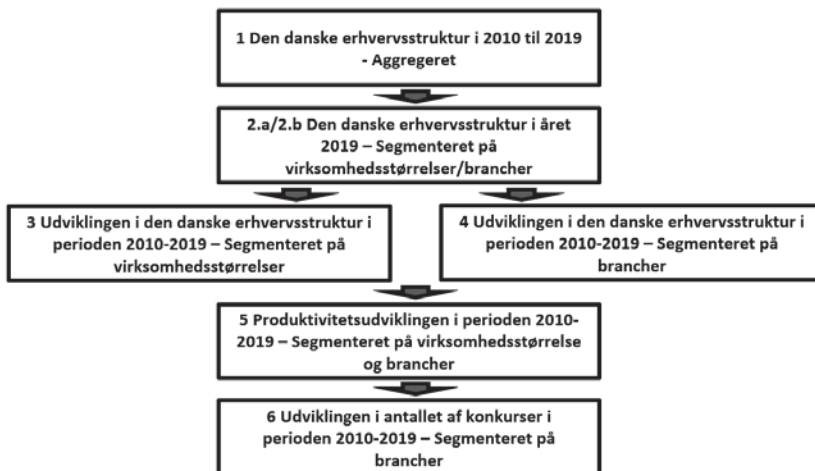 1 Den danske erhvervsstruktur i 2010 til 2019
- Aggregeret
2.a/2.b Den danske erhvervsstruktur i året
2019 – Segmenteret på
virksomhedsstørrelser/brancher
3 Udviklingen i den danske erhvervsstruktur i
perioden 2010-2019 – Segmenteret på
virksomhedsstørrelser
4 Udviklingen i den danske erhvervsstruktur i
perioden 2010-2019 – Segmenteret på
brancher
5 Produktivitetsudviklingen i perioden 2010-
2019 – Segmenteret på virksomhedsstørrelse
og brancher
6 Udviklingen i antallet af konkurser i
perioden 2010-2019 – Segmenteret på
brancher